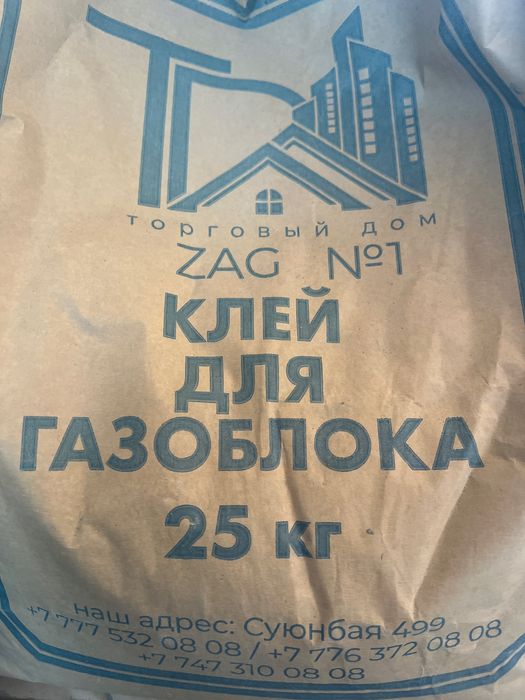 ТД
торговый дом
ZAG №1
КЛЕЙ
ДЛЯ
ГАЗОБЛОКА
25 кг
наш адрес: Суюнбая 499
+7 777 532 08 08 / +7 776 372 08 08
+7 747 310 08 08